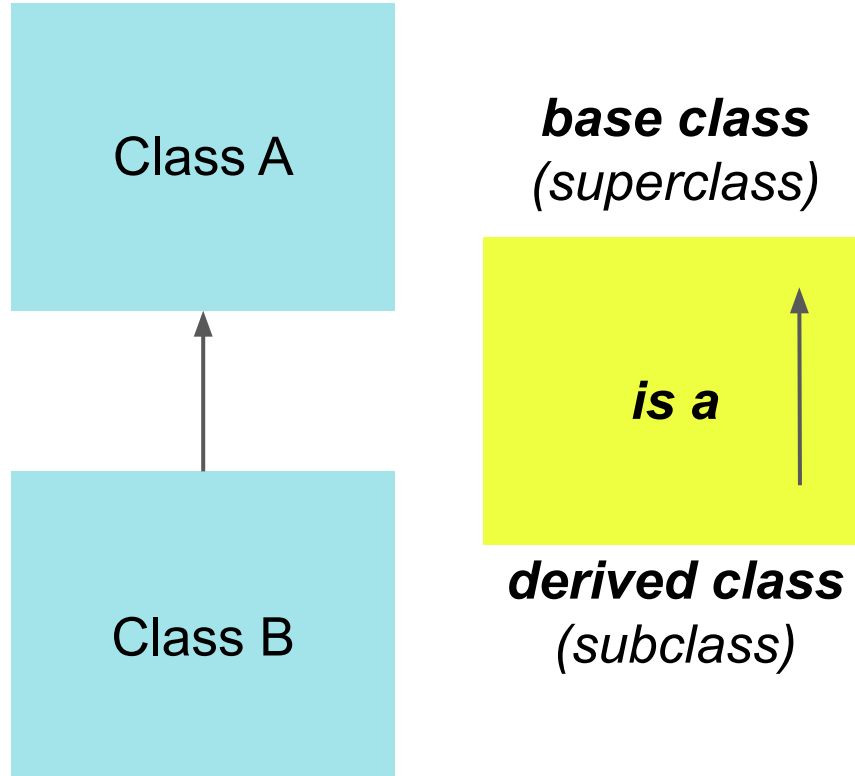 Class A
base class
(superclass)
is a
derived class
(subclass)
Class B